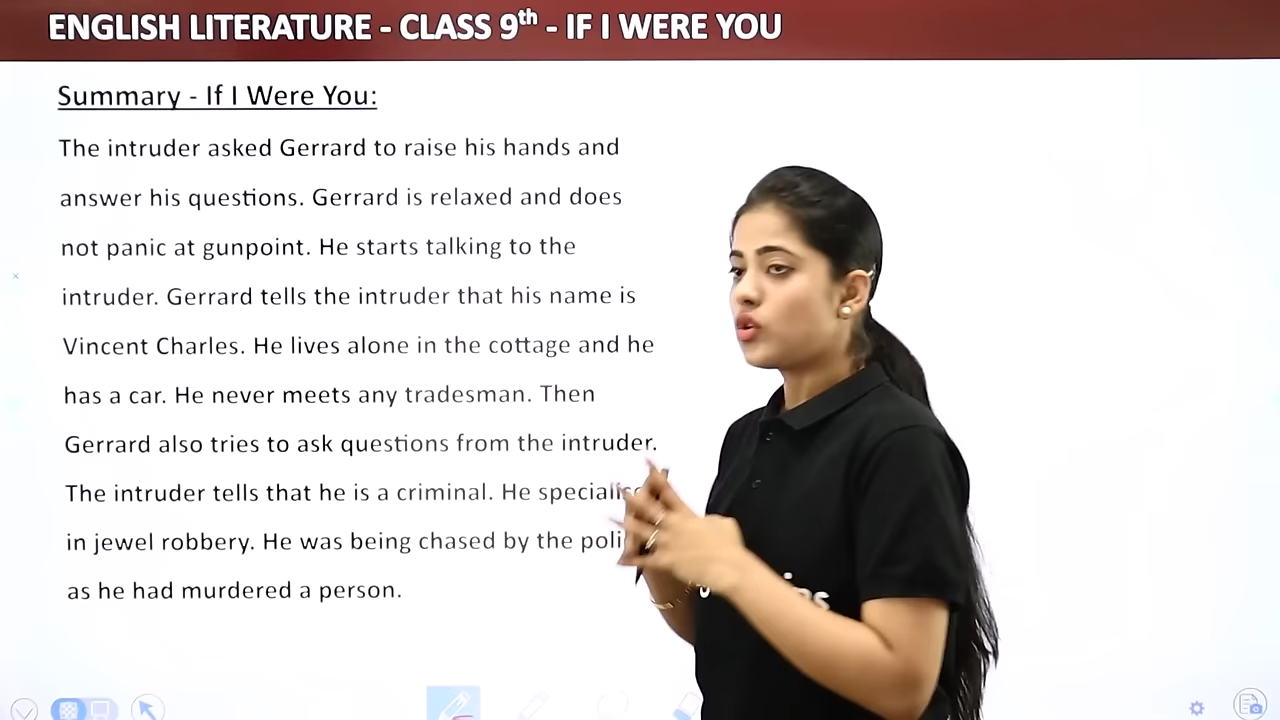 ENGLISH LITERATURE - CLASS 9th - IF I WERE YOU
Summary - If I Were You:
The intruder asked Gerrard to raise his hands and
answer his questions. Gerrard is relaxed and does
not panic at gunpoint. He starts talking to the
intruder. Gerrard tells the intruder that his name is
Vincent Charles. He lives alone in the cottage and he
has a car. He never meets any tradesman. Then
Gerrard also tries to ask questions from the intruder.
The intruder tells that he is a criminal. He
in jewel robbery. He was being chased by the
as he had murdered a person.